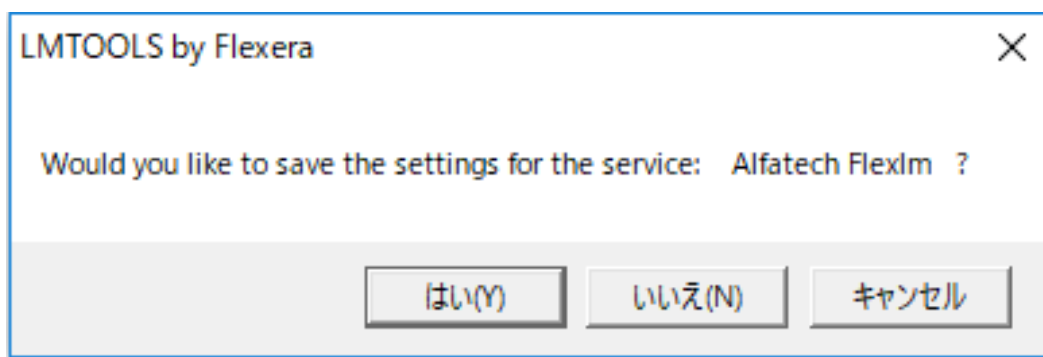 LMTOOLS by Flexera
Would you like to save the settings for the service: Alfatech Flexlm ?
はい(Y) いいえ(N) キャンセル